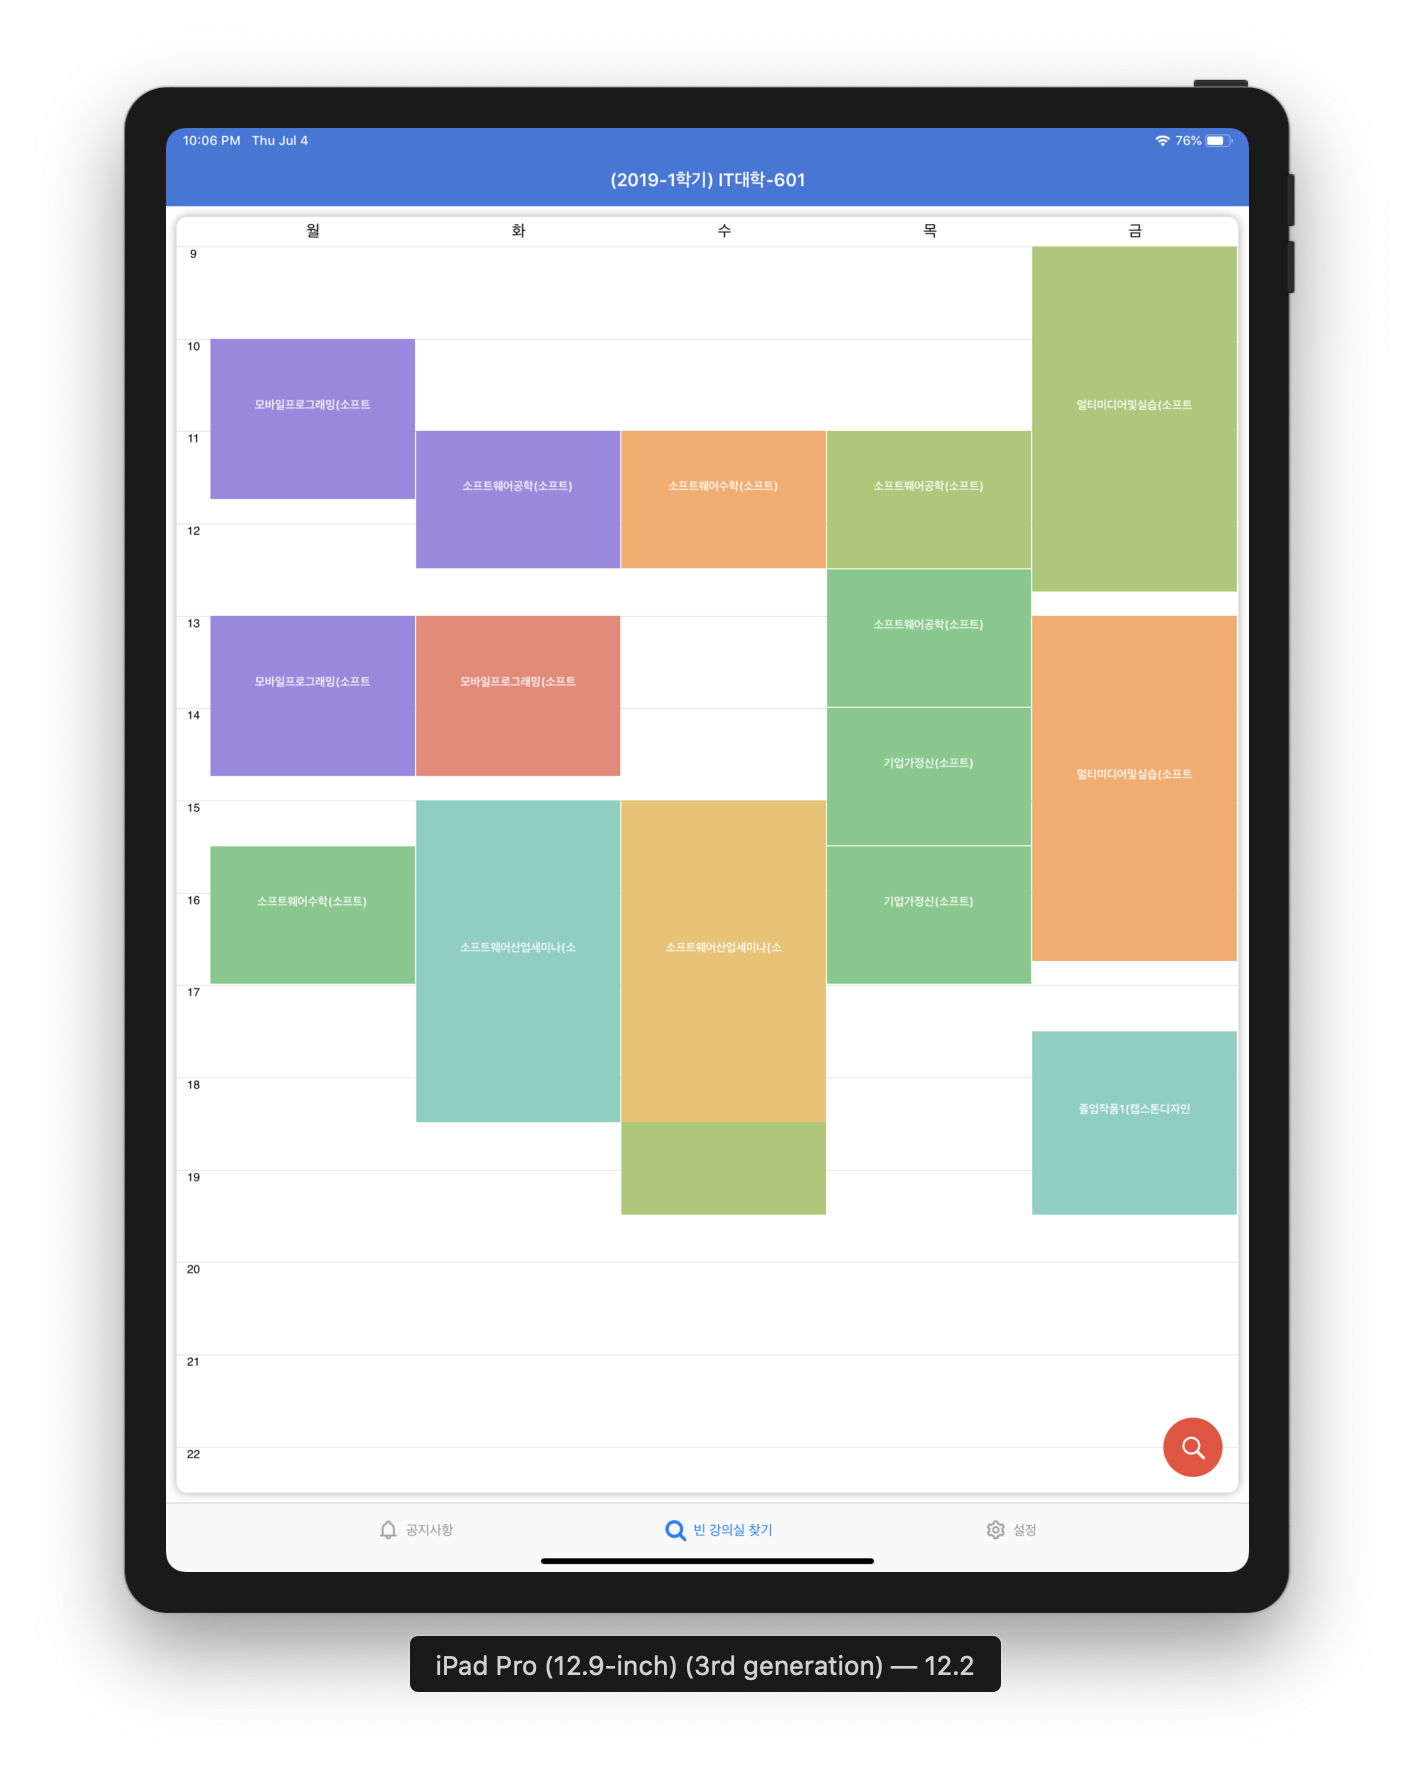 10:06 PM Thu Jul 4
76%
(2019-1학기) IT대학-601
월 화 수 목 금
9
10
모바일프로그래밍(소프트
멀티미디어및실습(소프트
11
소프트웨어공학(소프트)
소프트웨어수학(소프트)
소프트웨어공학(소프트)
12
13
소프트웨어공학(소프트)
모바일프로그래밍(소프트
모바일프로그래밍(소프트
14
기업가정신(소프트)
멀티미디어및실습(소프트
15
16
소프트웨어수학(소프트)
기업가정신(소프트)
소프트웨어산업세미나(소
소프트웨어산업세미나(소
17
18
졸업작품1(캡스톤디자인
19
20
21
22
공지사항
빈 강의실 찾기
설정
iPad Pro (12.9-inch) (3rd generation) — 12.2